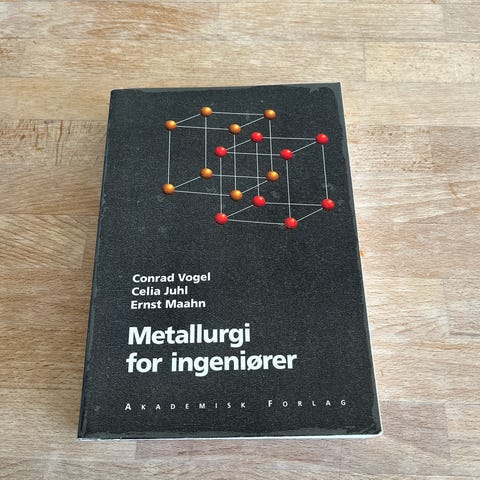 Conrad Vogel
Celia Juhl
Ernst Maahn
Metallurgi
for ingeniører
AKADEMISK FORLAG